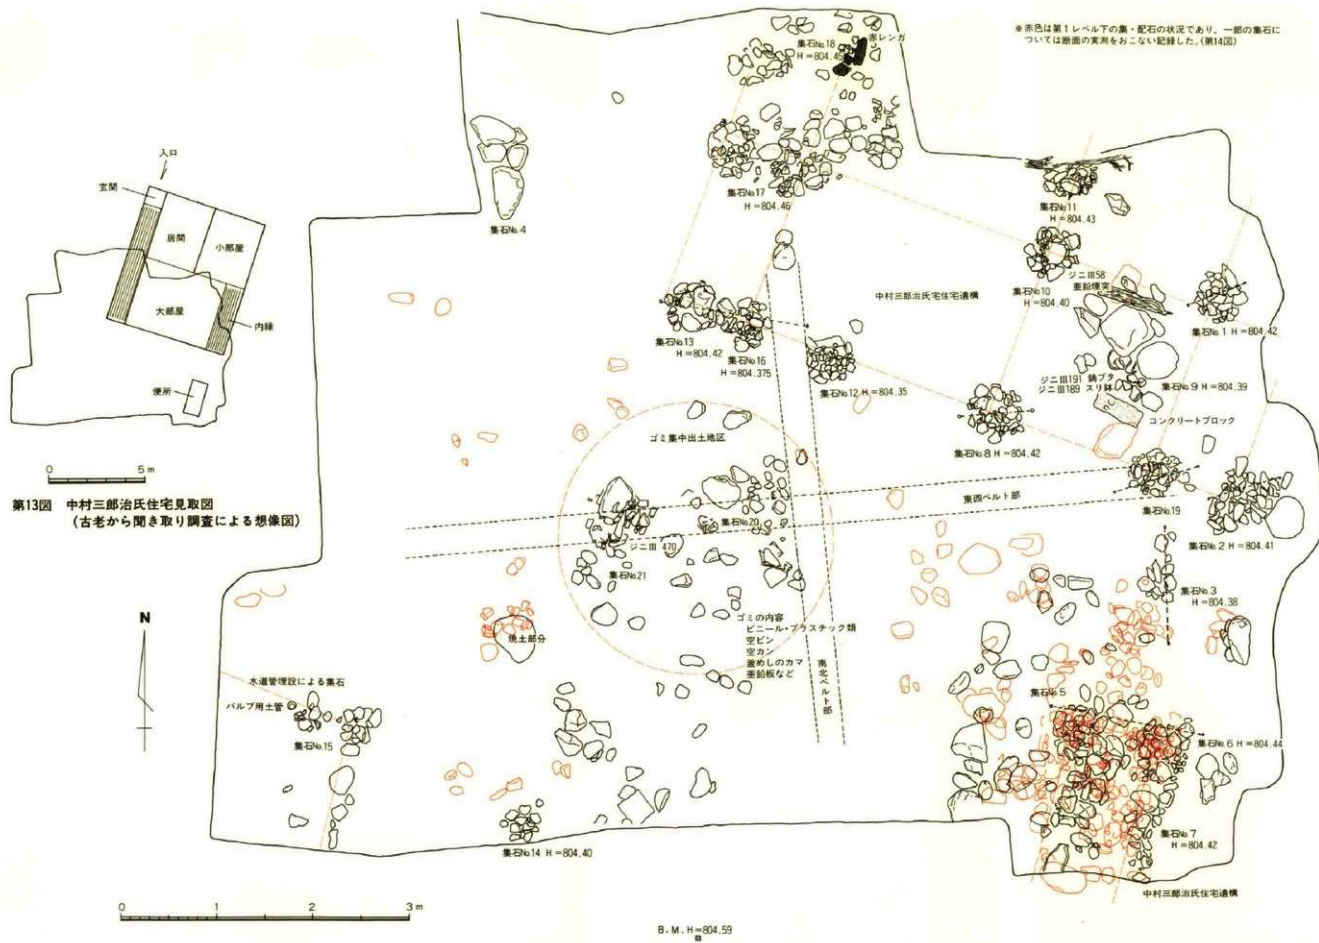 ※赤色は第1レベル下の集・配石の状況であり、一部の集石に
ついては断面の実測をおこない記録した。(第14図)
集石No.18
H=804.45
赤レンガ
入口
玄関
居間
小部屋
大部屋
内縁
便所
0 5m
第13図 中村三郎治氏住宅見取図
(古老から聞き取り調査による想像図)
N
集石No.4
集石No.17
H=804.46
集石No.11
H=804.43
集石No.10
H=804.40
ジニⅢ58
亜鉛煙突
中村三郎治氏宅住宅遺構
集石No.1 H=804.42
集石No.13
H=804.42
集石No.16
H=804.375
集石No.12 H=804.35
ジニⅢ191 鍋ブタ
ジニⅢ189 スリ鉢
集石No.9 H=804.39
コンクリートブロック
集石No.8 H=804.42
ゴミ集中出土地区
東西ベルト部
集石No.19
集石No.20
集石No.2 H=804.41
ジニⅢ 470
集石No.21
集石No.3
H=804.38
ゴミの内容
ビニール・プラスチック類
空ビン
空カン
釜めしのカマ
亜鉛板など
焼土部分
南北ベルト部
水道管埋設による集石
バルブ用土管
集石No.15
集石No.5
集石No.6 H=804.44
集石No.7
H=804.42
集石No.14 H=804.40
中村三郎治氏住宅遺構
0 1 2 3m
B.M.H=804.59